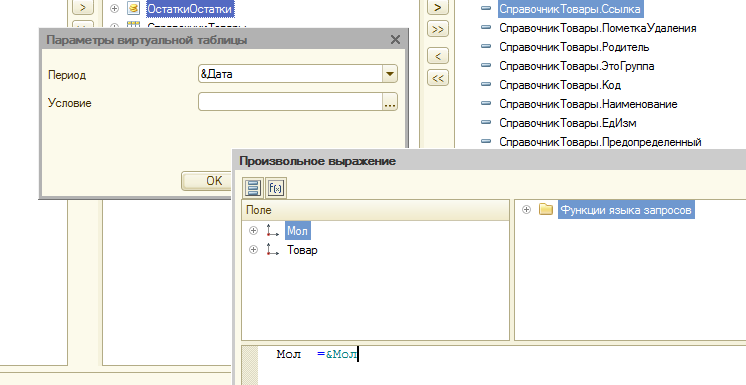 ОстаткиОстатки
Параметры виртуальной таблицы
Период
&Дата
Условие
...
OK
>
>>
<
<<
>
>>
СправочникТовары.Ссылка
СправочникТовары.ПометкаУдаления
СправочникТовары.Родитель
СправочникТовары.ЭтоГруппа
СправочникТовары.Код
СправочникТовары.Наименование
СправочникТовары.ЕдИзм
СправочникТовары.Предопределенный
Произвольное выражение
f(x)
Поле
Мол
Товар
Функции языка запросов
Мол =&Мол